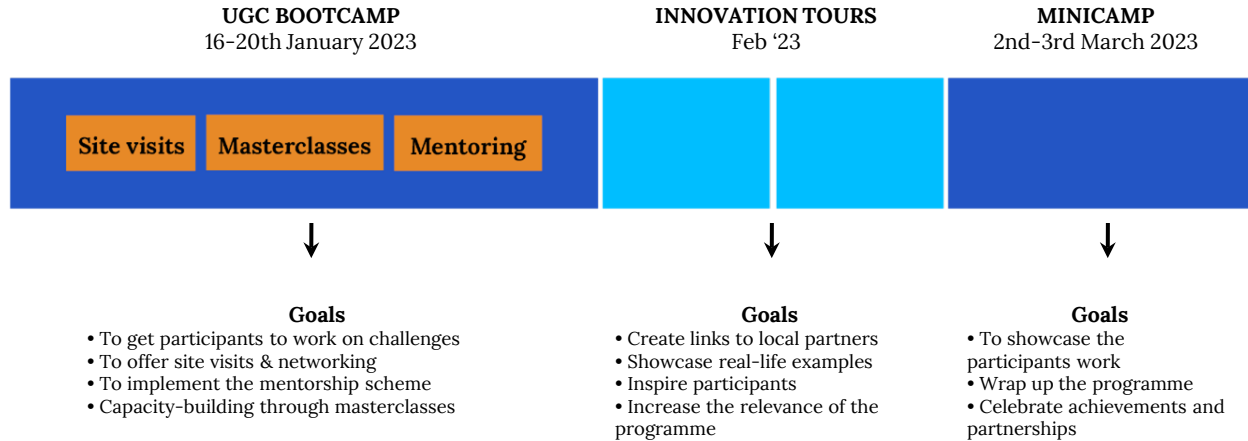 UGC BOOTCAMP
16-20th January 2023
INNOVATION TOURS
Feb ‘23
MINICAMP
2nd-3rd March 2023
Site visits
Masterclasses
Mentoring
Goals
• To get participants to work on challenges
• To offer site visits & networking
• To implement the mentorship scheme
• Capacity-building through masterclasses
Goals
• Create links to local partners
• Showcase real-life examples
• Inspire participants
• Increase the relevance of the
programme
Goals
• To showcase the
participants work
• Wrap up the programme
• Celebrate achievements and
partnerships